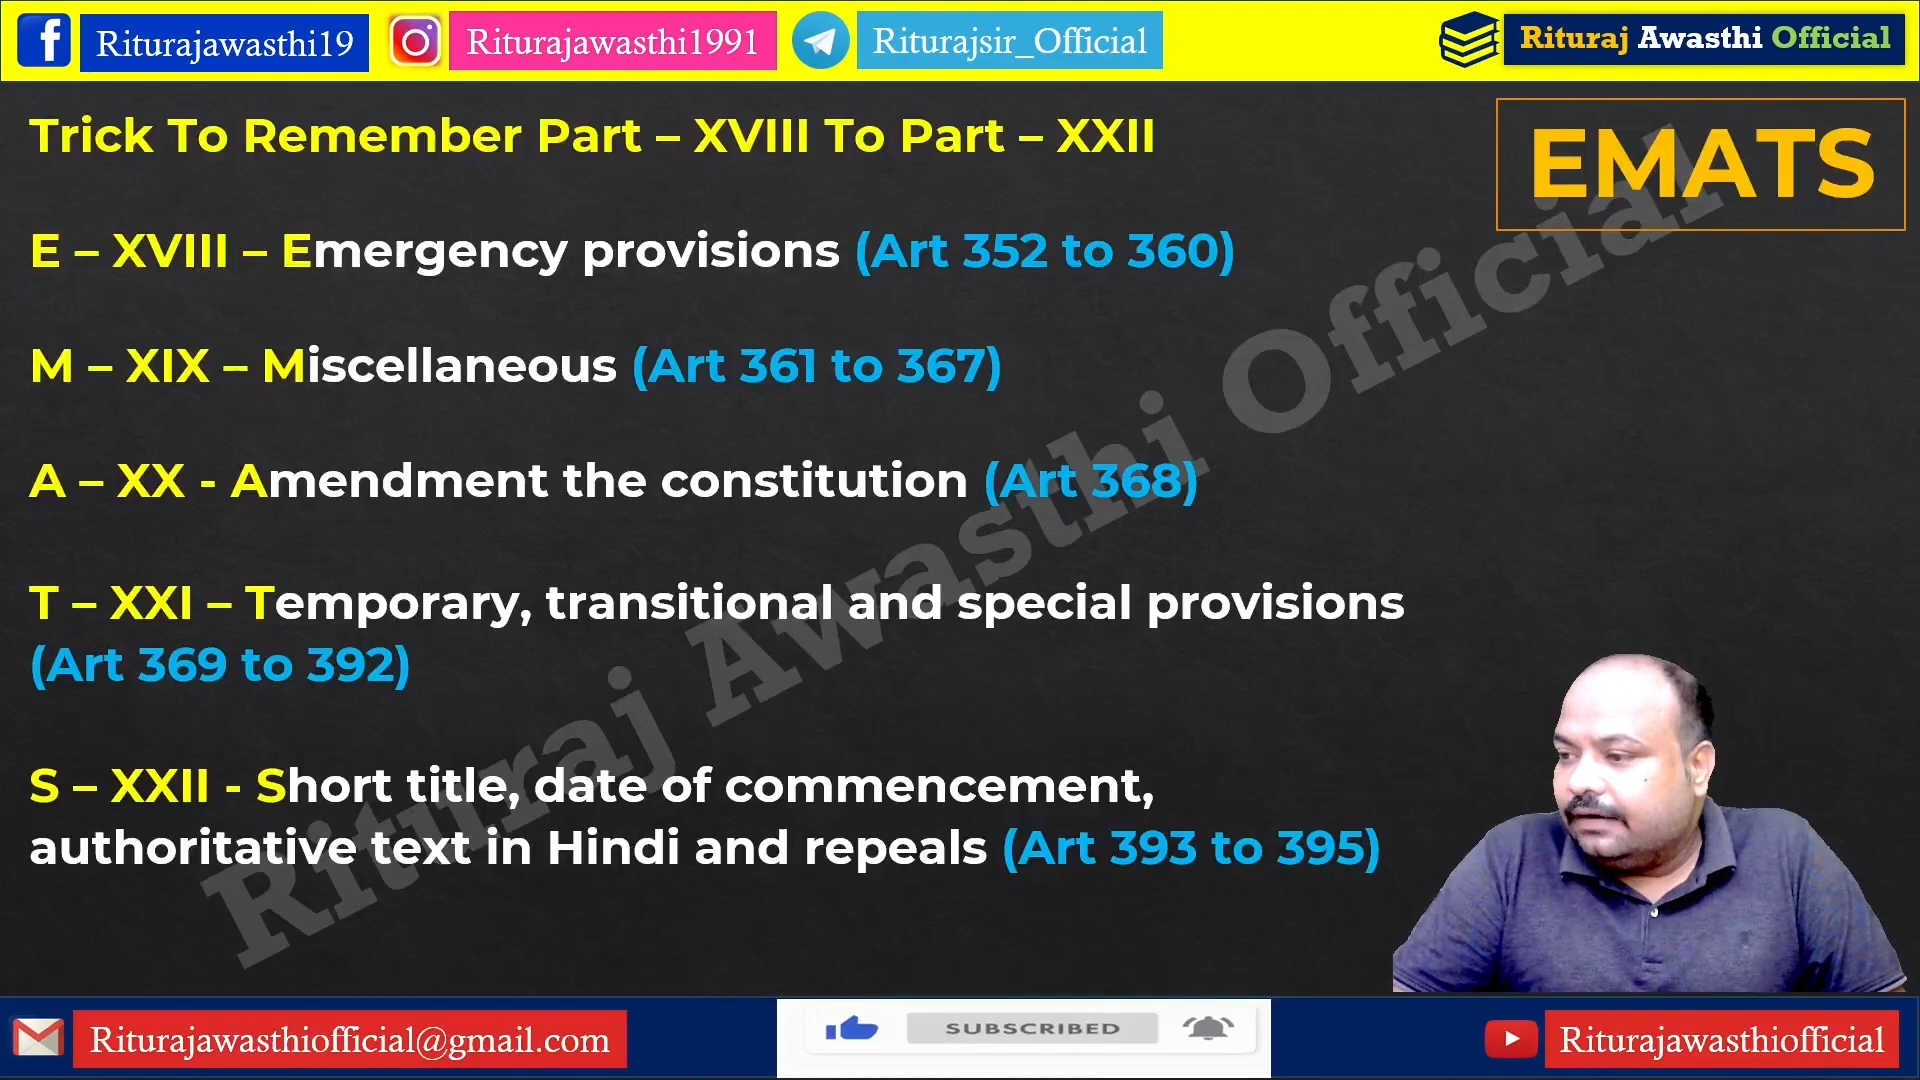 Riturajawasthi19
Riturajawasthi1991
Riturajsir_Official
Rituraj Awasthi Official
Trick To Remember Part – XVIII To Part – XXII
EMATS
E – XVIII – Emergency provisions (Art 352 to 360)
M – XIX – Miscellaneous (Art 361 to 367)
A – XX - Amendment the constitution (Art 368)
T – XXI – Temporary, transitional and special provisions
(Art 369 to 392)
S – XXII - Short title, date of commencement,
authoritative text in Hindi and repeals (Art 393 to 395)
Rituraj Awasthi Official
Riturajawasthiofficial@gmail.com
SUBSCRIBED
Riturajawasthiofficial